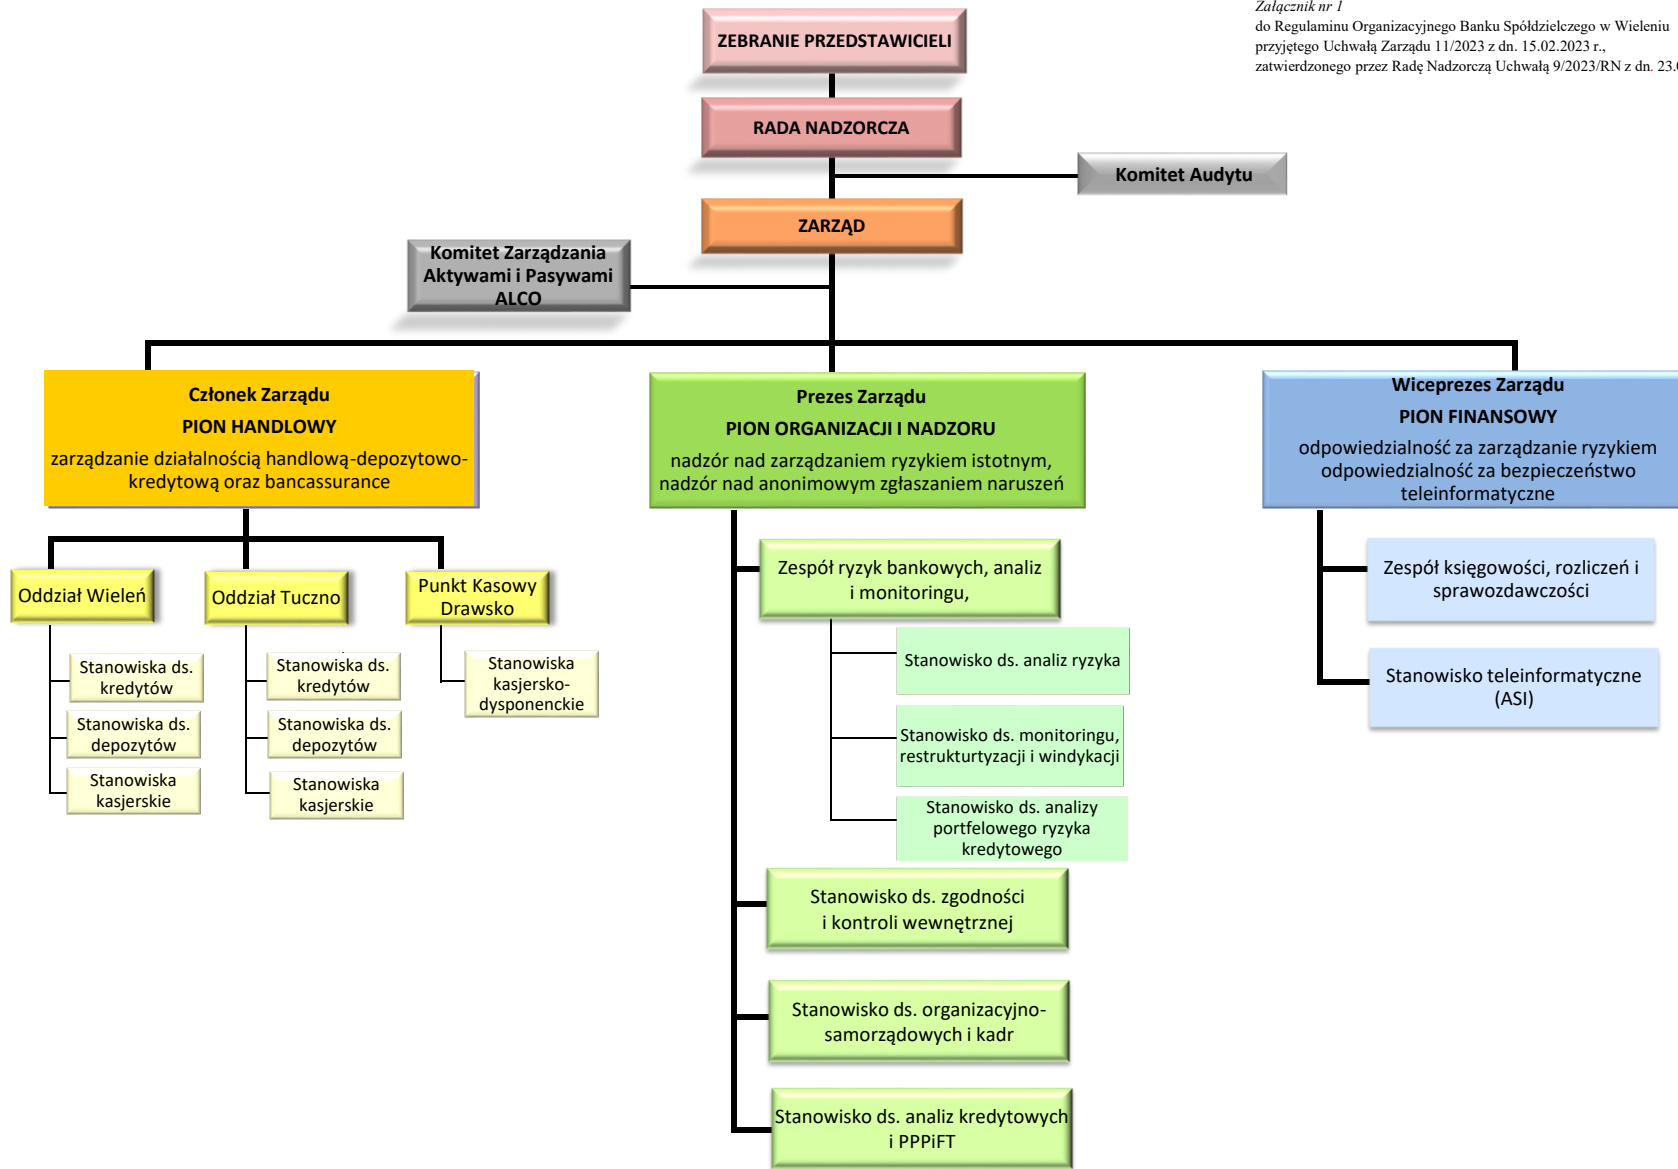 Załącznik nr 1
do Regulaminu Organizacyjnego Banku Spółdzielczego w Wieleniu
przyjętego Uchwałą Zarządu 11/2023 z dn. 15.02.2023 r.,
zatwierdzonego przez Radę Nadzorczą Uchwałą 9/2023/RN z dn. 23.
ZEBRANIE PRZEDSTAWICIELI
RADA NADZORCZA
Komitet Audytu
ZARZĄD
Komitet Zarządzania
Aktywami i Pasywami
ALCO
Członek Zarządu
PION HANDLOWY
zarządzanie działalnością handlową-depozytowo-
kredytową oraz bancassurance
Prezes Zarządu
PION ORGANIZACJI I NADZORU
nadzór nad zarządzaniem ryzykiem istotnym,
nadzór nad anonimowym zgłaszaniem naruszeń
Wiceprezes Zarządu
PION FINANSOWY
odpowiedzialność za zarządzanie ryzykiem
odpowiedzialność za bezpieczeństwo
teleinformatyczne
Oddział Wieleń
Stanowiska ds.
kredytów
Stanowiska ds.
depozytów
Stanowiska
kasjerskie
Oddział Tuczno
Stanowiska ds.
kredytów
Stanowiska ds.
depozytów
Stanowiska
kasjerskie
Punkt Kasowy
Drawsko
Stanowiska
kasjersko-
dysponenckie
Zespół ryzyk bankowych, analiz
i monitoringu,
Stanowisko ds. analiz ryzyka
Stanowisko ds. monitoringu,
restrukturtyzacji i windykacji
Stanowisko ds. analizy
portfelowego ryzyka
kredytowego
Stanowisko ds. zgodności
i kontroli wewnętrznej
Stanowisko ds. organizacyjno-
samorządowych i kadr
Stanowisko ds. analiz kredytowych
i PPPiFT
Zespół księgowości, rozliczeń i
sprawozdawczości
Stanowisko teleinformatyczne
(ASI)